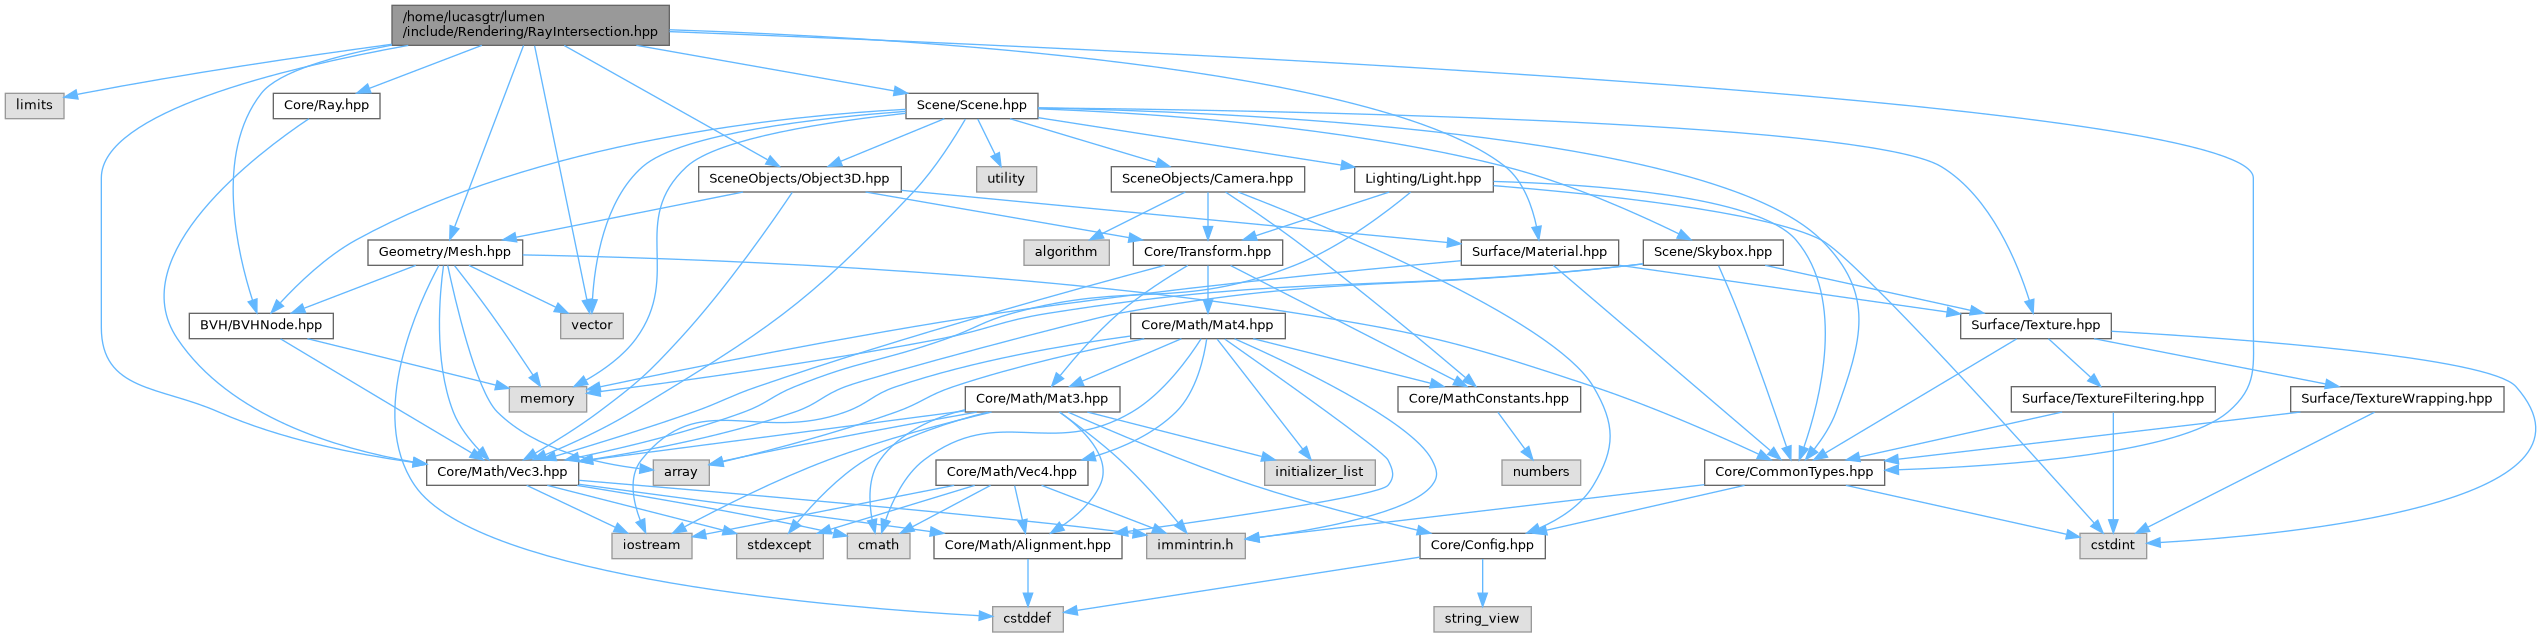 /home/lucasgtr/lumen
/include/Rendering/RayIntersection.hpp
limits
Core/Ray.hpp
Scene/Scene.hpp
SceneObjects/Object3D.hpp
utility
SceneObjects/Camera.hpp
Lighting/Light.hpp
Geometry/Mesh.hpp
algorithm
Core/Transform.hpp
Surface/Material.hpp
Scene/Skybox.hpp
BVH/BVHNode.hpp
vector
Core/Math/Mat4.hpp
Surface/Texture.hpp
memory
Core/Math/Mat3.hpp
Core/MathConstants.hpp
Surface/TextureFiltering.hpp
Surface/TextureWrapping.hpp
Core/Math/Vec3.hpp
array
Core/Math/Vec4.hpp
initializer_list
numbers
Core/CommonTypes.hpp
iostream
stdexcept
cmath
Core/Math/Alignment.hpp
immintrin.h
Core/Config.hpp
cstdint
cstddef
string_view